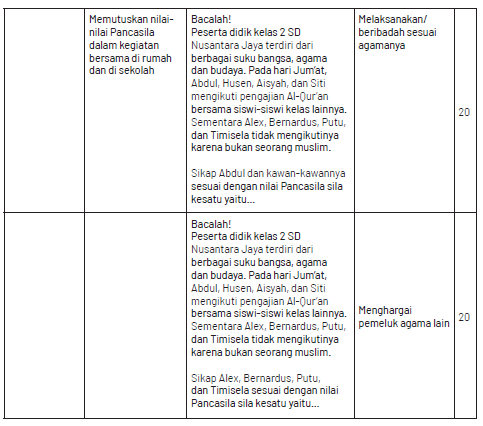 Memutuskan nilai-
nilai Pancasila
dalam kegiatan
bersama di rumah
dan di sekolah
Bacalah!
Peserta didik kelas 2 SD
Nusantara Jaya terdiri dari
berbagai suku bangsa, agama
dan budaya. Pada hari Jum’at,
Abdul, Husen, Aisyah, dan Siti
mengikuti pengajian Al-Qur’an
bersama siswi-siswi kelas lainnya.
Sementara Alex, Bernardus, Putu,
dan Timisela tidak mengikutinya
karena bukan seorang muslim.
Sikap Abdul dan kawan-kawannya
sesuai dengan nilai Pancasila sila
kesatu yaitu...
Melaksanakan/
beribadah sesuai
agamanya
20
Bacalah!
Peserta didik kelas 2 SD
Nusantara Jaya terdiri dari
berbagai suku bangsa, agama
dan budaya. Pada hari Jum’at,
Abdul, Husen, Aisyah, dan Siti
mengikuti pengajian Al-Qur’an
bersama siswi-siswi kelas lainnya.
Sementara Alex, Bernardus, Putu,
dan Timisela tidak mengikutinya
karena bukan seorang muslim.
Sikap Alex, Bernardus, Putu,
dan Timisela sesuai dengan nilai
Pancasila sila kesatu yaitu...
Menghargai
pemeluk agama lain
20